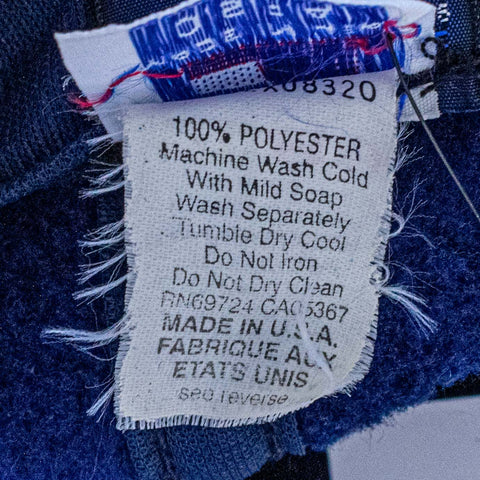 X08320
100% POLYESTER
Machine Wash Cold
With Mild Soap
Wash Separately
Tumble Dry Cool
Do Not Iron
Do Not Dry Clean
RN69724 CA05367
MADE IN U.S.A.
FABRIQUE AUX
ETATS UNIS
see reverse